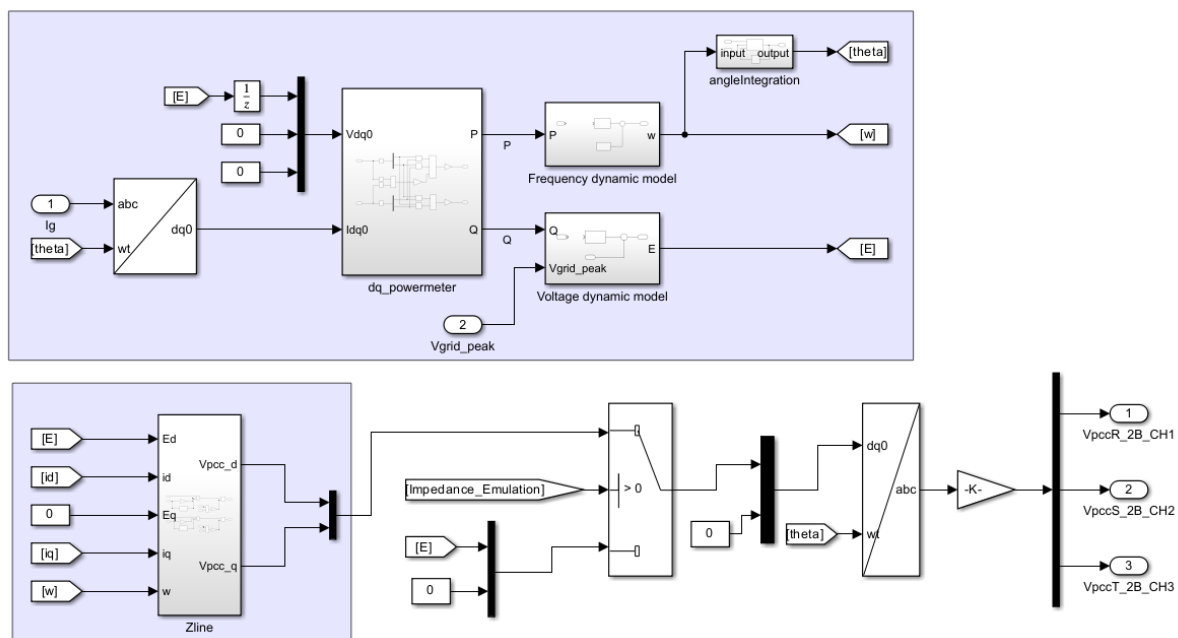 input output
[theta]
angleIntegration
[E]
1
z
0
0
Vdq0
P
P
P
w
[w]
Frequency dynamic model
1
Ig
abc
[theta]
wt
dq0
Idq0
Q
Q
Q
Vgrid_peak
E
[E]
dq_powermeter
Voltage dynamic model
2
Vgrid_peak
[E]
Ed
[id]
id
0
Eq
[iq]
iq
[w]
w
Vpcc_d
Vpcc_q
Zline
[Impedance_Emulation]
> 0
[E]
0
0
dq0
[theta]
wt
abc
-K-
1
VpccR_2B_CH1
2
VpccS_2B_CH2
3
VpccT_2B_CH3